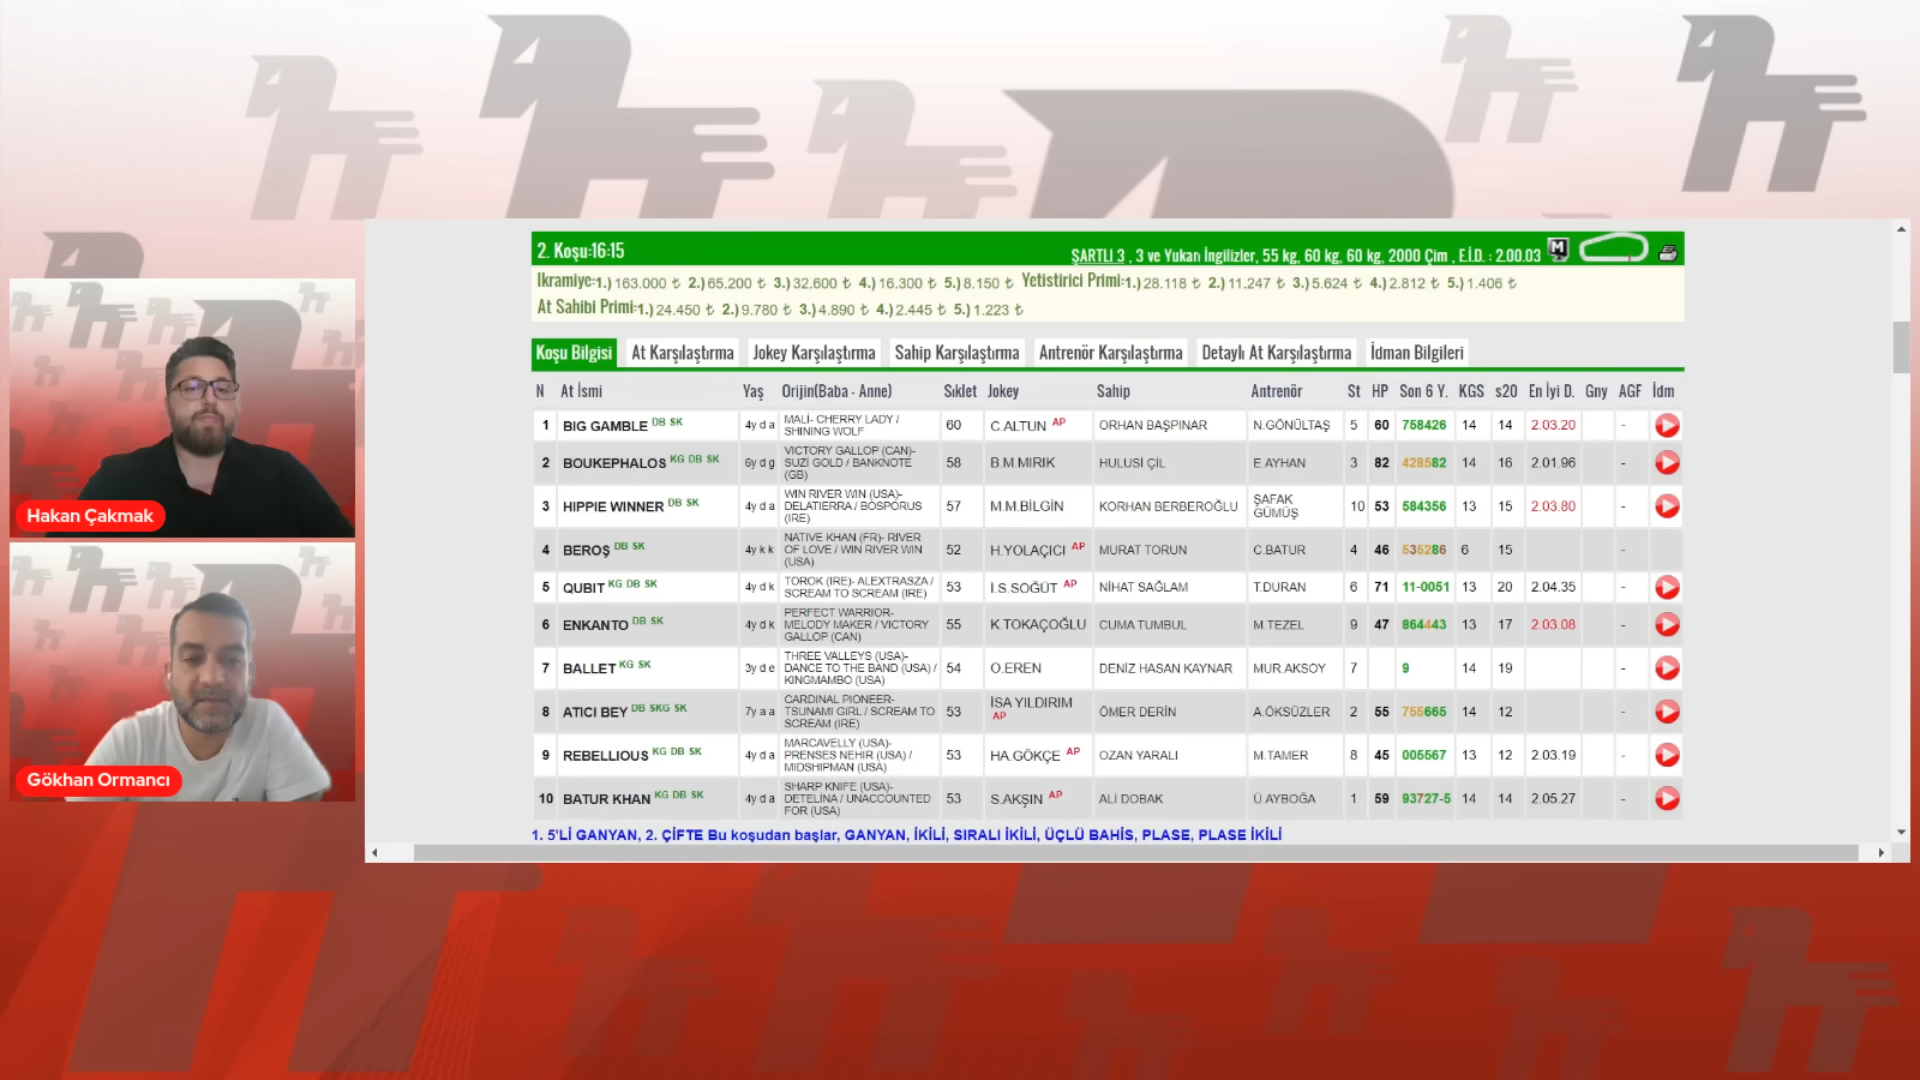 2. Koşu:16:15
ŞARTLI 3 , 3 ve Yukarı İngilizler, 55 kg, 60 kg, 60 kg, 2000 Çim , E.İ.D. : 2.00.03
M
İkramiye:1.) 163.000 ₺ 2.) 65.200 ₺ 3.) 32.600 ₺ 4.) 16.300 ₺ 5.) 8.150 ₺ Yetistirici Primi:1.) 28.118 ₺ 2.) 11.247 ₺ 3.) 5.624 ₺ 4.) 2.812 ₺ 5.) 1.406 ₺
At Sahibi Primi:1.) 24.450 ₺ 2.) 9.780 ₺ 3.) 4.890 ₺ 4.) 2.445 ₺ 5.) 1.223 ₺
Koşu Bilgisi At Karşılaştırma Jokey Karşılaştırma Sahip Karşılaştırma Antrenör Karşılaştırma Detaylı At Karşılaştırma İdman Bilgileri
N At İsmi Yaş Orijin(Baba - Anne) Sıklet Jokey Sahip Antrenör St HP Son 6 Y. KGS s20 En İyi D. Gny AGF İdm
1 BIG GAMBLE DB SK 4y d a MALİ- CHERRY LADY / SHINING WOLF 60 C.ALTUN AP ORHAN BAŞPINAR N.GÖNÜLTAŞ 5 60 758426 14 14 2.03.20 -
2 BOUKEPHALOS KG DB SK 6y d g VICTORY GALLOP (CAN)- SUZI GOLD / BANKNOTE (GB) 58 B.M.MIRIK HULUSİ ÇİL E.AYHAN 3 82 428582 14 16 2.01.96 -
3 HIPPIE WINNER DB SK 4y d a WIN RIVER WIN (USA)- DELATIERRA / BOSPORUS (IRE) 57 M.M.BİLGİN KORHAN BERBEROĞLU ŞAFAK GÜMÜŞ 10 53 584356 13 15 2.03.80 -
4 BEROŞ DB SK 4y k k NATIVE KHAN (FR)- RIVER OF LOVE / WIN RIVER WIN (USA) 52 H.YOLAÇICI AP MURAT TORUN C.BATUR 4 46 535286 6 15 -
5 QUBIT KG DB SK 4y d k TOROK (IRE)- ALEXTRASZA / SCREAM TO SCREAM (IRE) 53 I.S.SÖĞÜT AP NİHAT SAĞLAM T.DURAN 6 71 11-0051 13 20 2.04.35 -
6 ENKANTO DB SK 4y d k PERFECT WARRIOR- MELODY MAKER / VICTORY GALLOP (CAN) 55 K.TOKAÇOĞLU CUMA TUMBUL M.TEZEL 9 47 864443 13 17 2.03.08 -
7 BALLET KG SK 3y d e THREE VALLEYS (USA)- DANCE TO THE BAND (USA) / KINGMAMBO (USA) 54 O.EREN DENİZ HASAN KAYNAR MUR.AKSOY 7 9 14 19 -
8 ATICI BEY DB SKG SK 7y a a CARDINAL PIONEER- TSUNAMI GIRL / SCREAM TO SCREAM (IRE) 53 İSA YILDIRIM AP ÖMER DERİN A.ÖKSÜZLER 2 55 755665 14 12 -
9 REBELLIOUS KG DB SK 4y d a MARCAVELLY (USA)- PRENSES NEHİR (USA) / MIDSHIPMAN (USA) 53 HA.GÖKÇE AP OZAN YARALI M.TAMER 8 45 005567 13 12 2.03.19 -
10 BATUR KHAN KG DB SK 4y d a SHARP KNIFE (USA)- DETELİNA / UNACCOUNTED FOR (USA) 53 S.AKŞIN AP ALİ DOBAK Ü.AYBOĞA 1 59 93727-5 14 14 2.05.27 -
1. 5'Lİ GANYAN, 2. ÇİFTE Bu koşudan başlar, GANYAN, İKİLİ, SIRALI İKİLİ, ÜÇLÜ BAHİS, PLASE, PLASE İKİLİ
Hakan Çakmak
Gökhan Ormancı